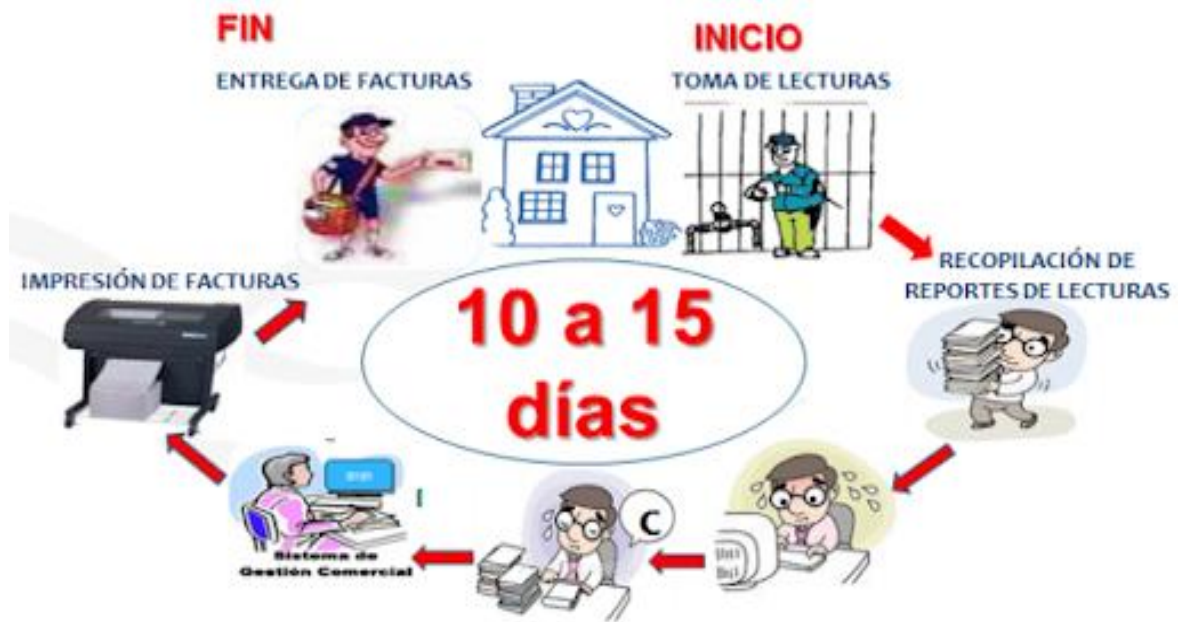 FIN
INICIO
ENTREGA DE FACTURAS
TOMA DE LECTURAS
RECOPILACIÓN DE
REPORTES DE LECTURAS
IMPRESIÓN DE FACTURAS
10 a 15
días
C
Sistema de
Gestión Comercial